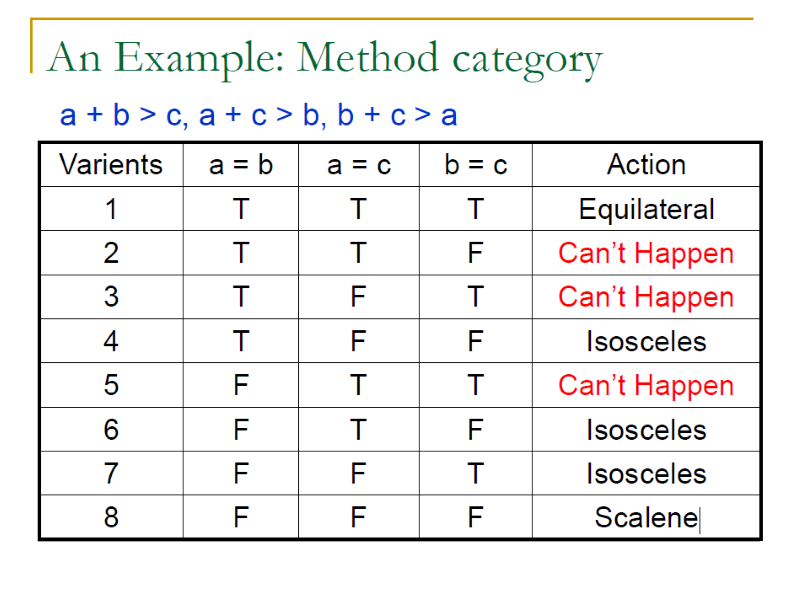 An Example: Method category
a + b > c, a + c > b, b + c > a
Varients a = b a = c b = c Action
1 T T T Equilateral
2 T T F Can't Happen
3 T F T Can't Happen
4 T F F Isosceles
5 F T T Can't Happen
6 F T F Isosceles
7 F F T Isosceles
8 F F F Scalene